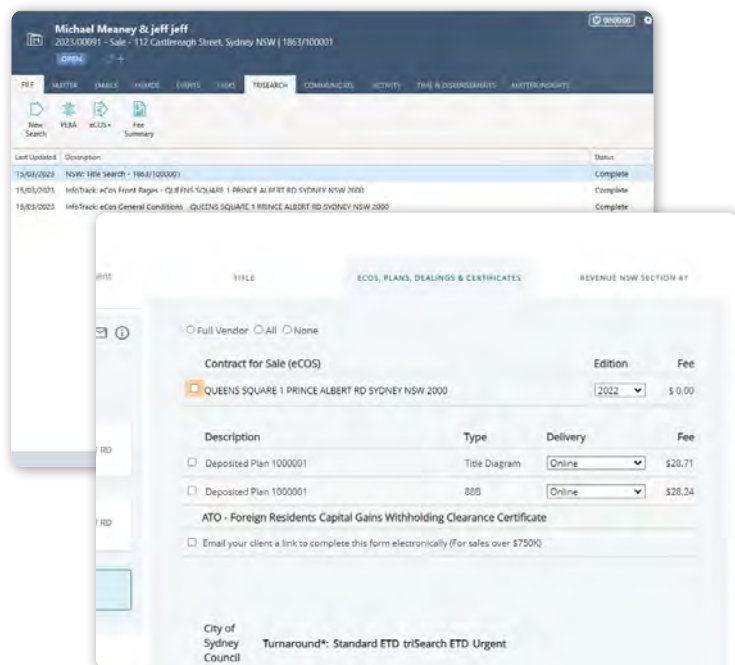 Michael Meaney & jeff jeff
00:00:00
2023/00091 - Sale - 112 Castlereagh Street, Sydney NSW | 1863/100001
OPEN
FILE MATTER EMAILS MEMOS EVENTS TASKS TRISEARCH COMMUNICATE ACTIVITY TIME & DISBURSEMENTS MATTER INSIGHTS
New Search PEXA eCOS+ Fee Summary
Last Updated Description Status
15/03/2023 NSW: Title Search - 1863/1000001 Complete
15/03/2023 InfoTrack: eCos Front Pages - QUEENS SQUARE 1 PRINCE ALBERT RD SYDNEY NSW 2000 Complete
15/03/2023 InfoTrack: eCos General Conditions - QUEENS SQUARE 1 PRINCE ALBERT RD SYDNEY NSW 2000 Complete
ent TITLE ECOS, PLANS, DEALINGS & CERTIFICATES REVENUE NSW SECTION 47
Full Vendor All None
Contract for Sale (eCOS) Edition Fee
QUEENS SQUARE 1 PRINCE ALBERT RD SYDNEY NSW 2000 2022 $ 0.00
Description Type Delivery Fee
RD
Deposited Plan 1000001 Title Diagram Online $28.71
Deposited Plan 1000001 88B Online $28.24
ATO - Foreign Residents Capital Gains Withholding Clearance Certificate
RD
Email your client a link to complete this form electronically (For sales over $750K)
City of Sydney Council
Turnaround*: Standard ETD triSearch ETD Urgent